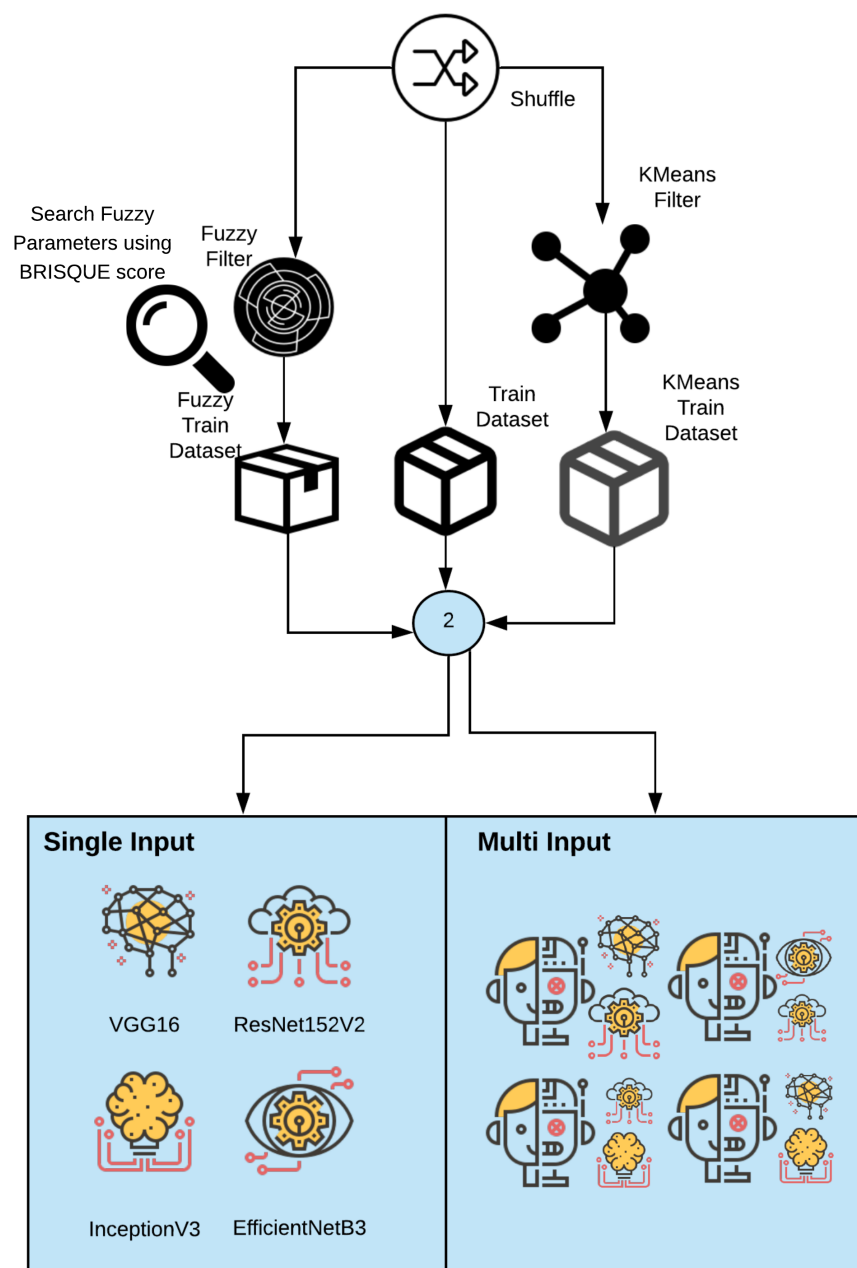 Shuffle
KMeans
Filter
Search Fuzzy
Parameters using
BRISQUE score
Fuzzy
Filter
Fuzzy
Train
Dataset
Train
Dataset
KMeans
Train
Dataset
2
Single Input
Multi Input
VGG16
ResNet152V2
InceptionV3
EfficientNetB3